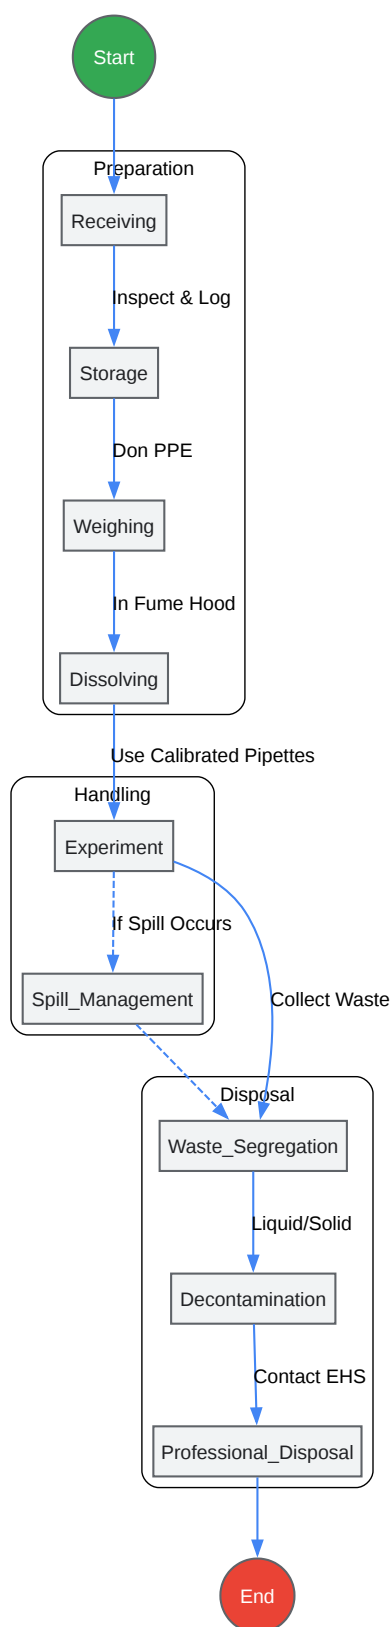 Start
Preparation
Receiving
Inspect & Log
Storage
Don PPE
Weighing
In Fume Hood
Dissolving
Use Calibrated Pipettes
Handling
Experiment
If Spill Occurs
Spill_Management
Collect Waste
Disposal
Waste_Segregation
Liquid/Solid
Decontamination
Contact EHS
Professional_Disposal
End